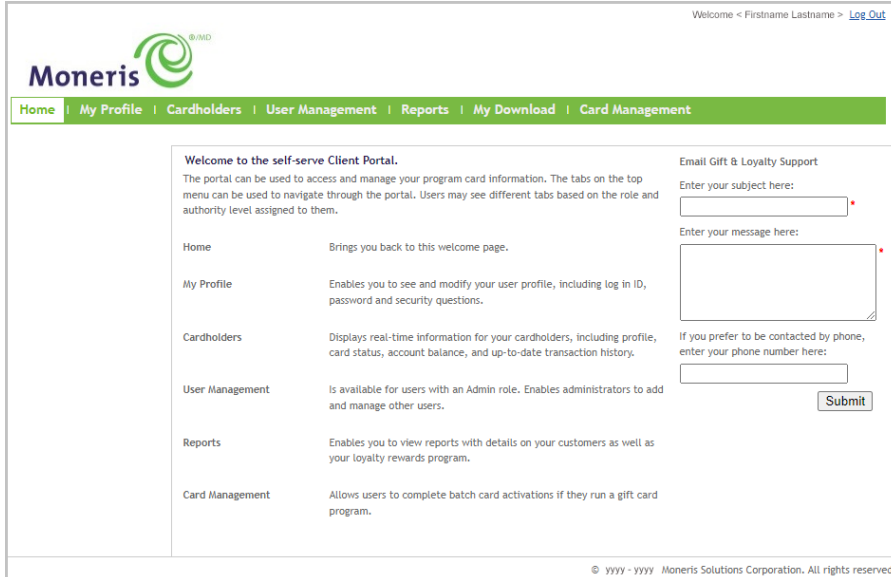 Welcome < Firstname Lastname > Log Out
®/MD
Moneris
Home | My Profile | Cardholders | User Management | Reports | My Download | Card Management
Welcome to the self-serve Client Portal.
The portal can be used to access and manage your program card information. The tabs on the top
menu can be used to navigate through the portal. Users may see different tabs based on the role and
authority level assigned to them.
Home Brings you back to this welcome page.
My Profile Enables you to see and modify your user profile, including log in ID,
password and security questions.
Cardholders Displays real-time information for your cardholders, including profile,
card status, account balance, and up-to-date transaction history.
User Management Is available for users with an Admin role. Enables administrators to add
and manage other users.
Reports Enables you to view reports with details on your customers as well as
your loyalty rewards program.
Card Management Allows users to complete batch card activations if they run a gift card
program.
Email Gift & Loyalty Support
Enter your subject here:
*
Enter your message here:
*
If you prefer to be contacted by phone,
enter your phone number here:
Submit
© yyyy - yyyy Moneris Solutions Corporation. All rights reserved